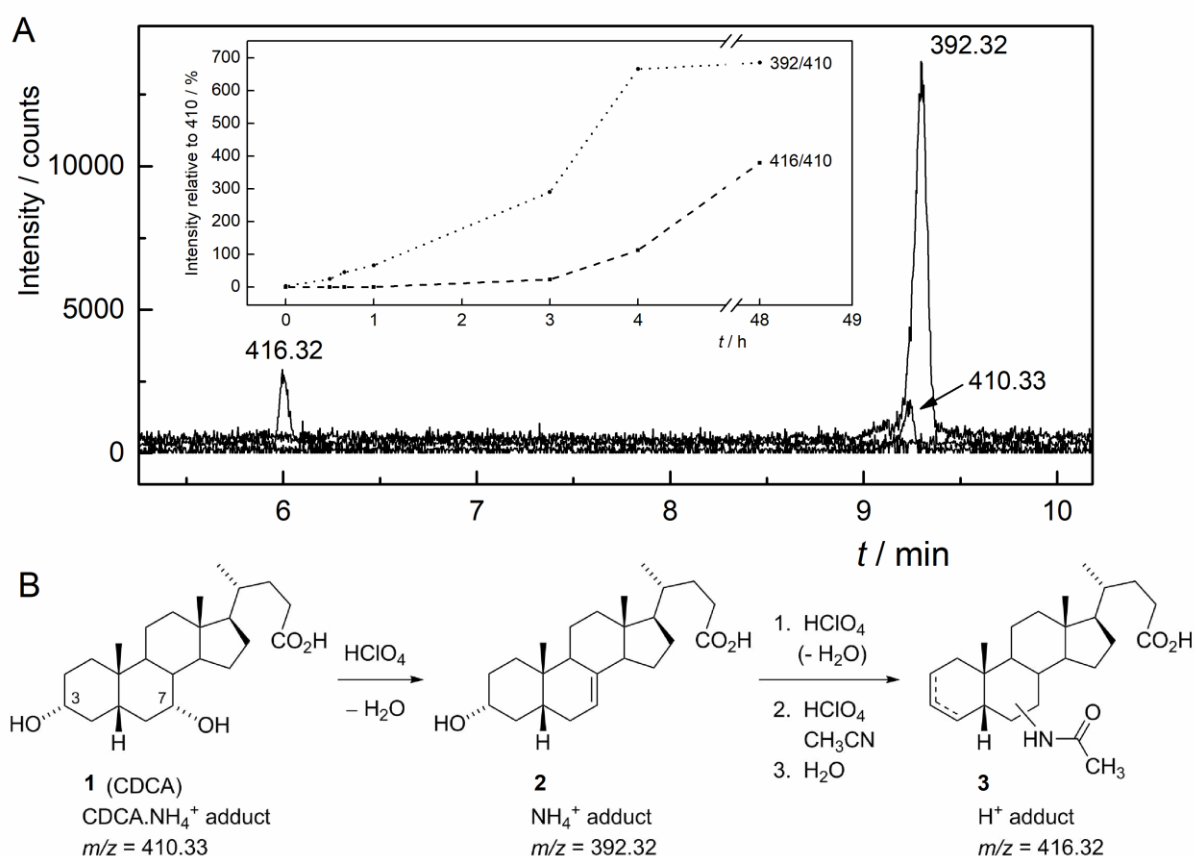 A
Intensity / counts
10000
5000
0
Intensity relative to 410 / %
700
600
500
400
300
200
100
0
392/410
416/410
0
1
2
3
4
48
49
t / h
392.32
416.32
410.33
6
7
8
9
10
t / min
B
CO₂H
HO
3
7
OH
H
1 (CDCA)
CDCA.NH₄⁺ adduct
m/z = 410.33
HClO₄
– H₂O
CO₂H
HO
H
2
NH₄⁺ adduct
m/z = 392.32
1. HClO₄
(- H₂O)
2. HClO₄
CH₃CN
3. H₂O
CO₂H
H
HN
O
CH₃
3
H⁺ adduct
m/z = 416.32